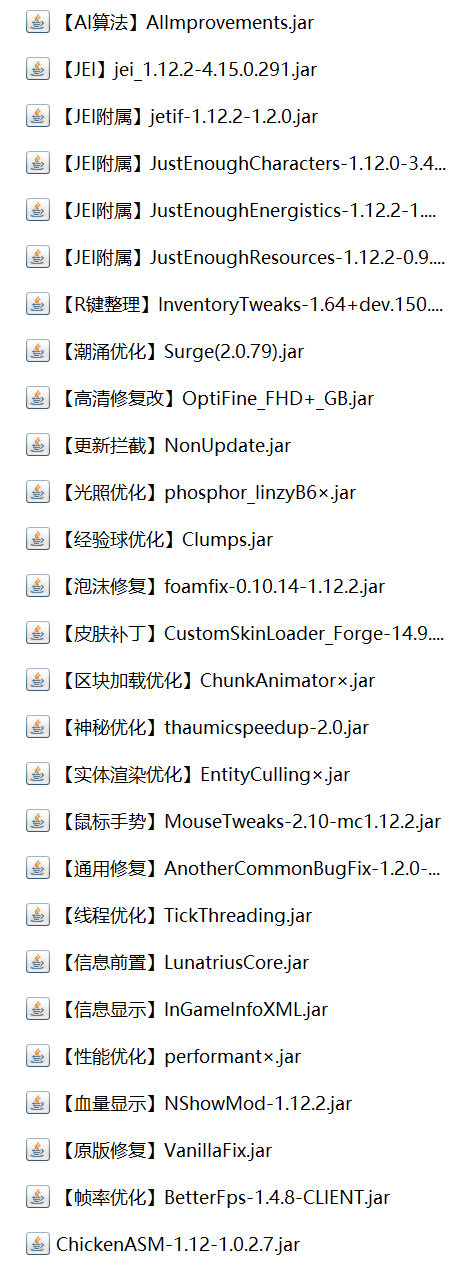 【AI算法】AIImprovements.jar
【JEI】jei_1.12.2-4.15.0.291.jar
【JEI附属】jetif-1.12.2-1.2.0.jar
【JEI附属】JustEnoughCharacters-1.12.0-3.4...
【JEI附属】JustEnoughEnergistics-1.12.2-1....
【JEI附属】JustEnoughResources-1.12.2-0.9....
【R键整理】InventoryTweaks-1.64+dev.150....
【潮涌优化】Surge(2.0.79).jar
【高清修复改】OptiFine_FHD+_GB.jar
【更新拦截】NonUpdate.jar
【光照优化】phosphor_linzyB6×.jar
【经验球优化】Clumps.jar
【泡沫修复】foamfix-0.10.14-1.12.2.jar
【皮肤补丁】CustomSkinLoader_Forge-14.9....
【区块加载优化】ChunkAnimator×.jar
【神秘优化】thaumicspeedup-2.0.jar
【实体渲染优化】EntityCulling×.jar
【鼠标手势】MouseTweaks-2.10-mc1.12.2.jar
【通用修复】AnotherCommonBugFix-1.2.0-...
【线程优化】TickThreading.jar
【信息前置】LunatriusCore.jar
【信息显示】InGameInfoXML.jar
【性能优化】performant×.jar
【血量显示】NShowMod-1.12.2.jar
【原版修复】VanillaFix.jar
【帧率优化】BetterFps-1.4.8-CLIENT.jar
ChickenASM-1.12-1.0.2.7.jar